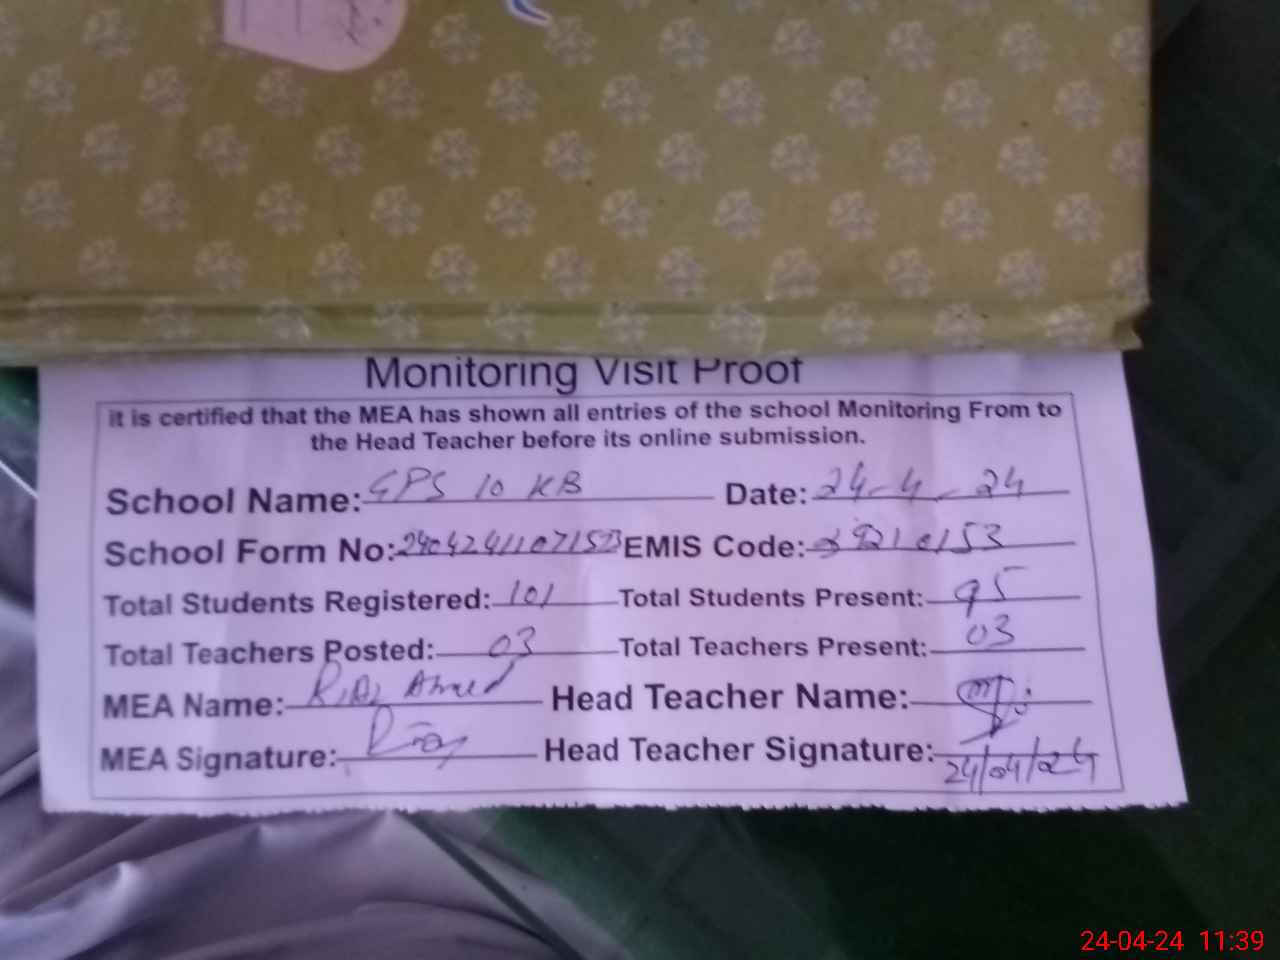 Monitoring Visit Proof
it is certified that the MEA has shown all entries of the school Monitoring From to
the Head Teacher before its online submission.
School Name: GPS 10 KB Date: 24-4-24
School Form No: EMIS Code:
Total Students Registered: 101 Total Students Present: 95
Total Teachers Posted: 03 Total Teachers Present: 03
MEA Name: Ahmed Head Teacher Name:
MEA Signature: Head Teacher Signature:
24/04/24
24-04-24 11:39